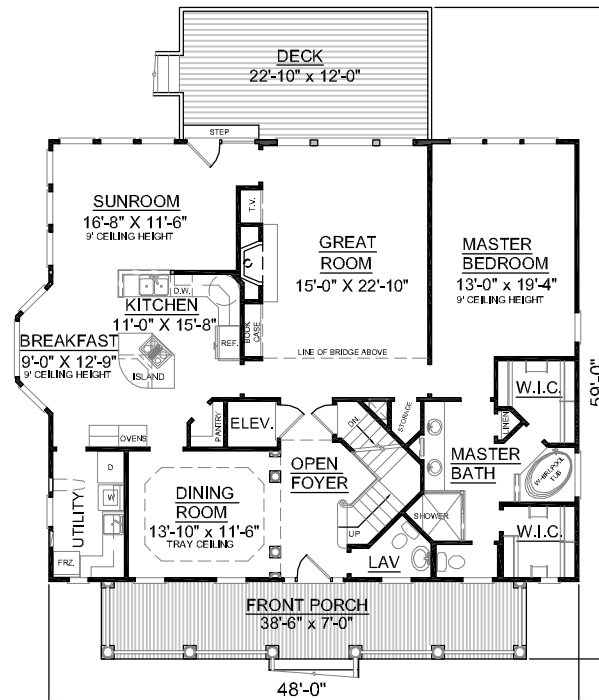 DECK
22'-10" x 12'-0"
STEP
SUNROOM
16'-8" X 11'-6"
9' CEILING HEIGHT
T.V.
GREAT
ROOM
15'-0" X 22'-10"
MASTER
BEDROOM
13'-0" x 19'-4"
9' CEILING HEIGHT
D.W.
KITCHEN
11'-0" X 15'-8"
REF.
BOOK
CASE
LINE OF BRIDGE ABOVE
BREAKFAST
9'-0" X 12'-9"
9' CEILING HEIGHT
ISLAND
W.I.C.
59'-0"
OVENS
PANTRY
ELEV.
DN.
STORAGE
LINEN
MASTER
BATH
WHIRLPOOL
TUB
D
W
UTILITY
FRZ.
DINING
ROOM
13'-10" x 11'-6"
TRAY CEILING
OPEN
FOYER
UP
SHOWER
LAV
W.I.C.
FRONT PORCH
38'-6" x 7'-0"
48'-0"